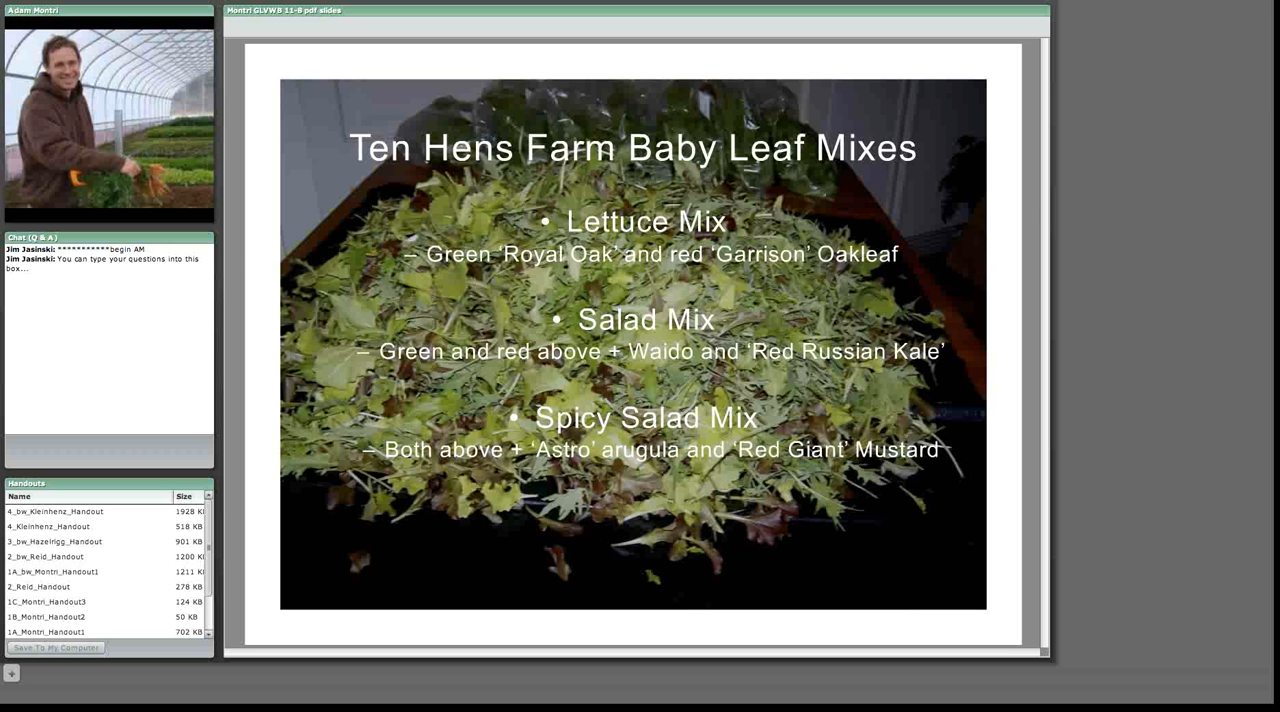 Adam Montri
Montri GLVWB 11-8 pdf slides
Ten Hens Farm Baby Leaf Mixes
• Lettuce Mix
– Green ‘Royal Oak’ and red ‘Garrison’ Oakleaf
• Salad Mix
– Green and red above + Waido and ‘Red Russian Kale’
• Spicy Salad Mix
– Both above + ‘Astro’ arugula and ‘Red Giant’ Mustard
Chat (Q & A)
Jim Jasinski: ***********begin AM
Jim Jasinski: You can type your questions into this
box...
Handouts
Name Size
4_bw_Kleinhenz_Handout 1928 K
4_Kleinhenz_Handout 518 KB
3_bw_Hazelrigg_Handout 901 KB
2_bw_Reid_Handout 1200 K
1A_bw_Montri_Handout1 1211 K
2_Reid_Handout 278 KB
1C_Montri_Handout3 124 KB
1B_Montri_Handout2 50 KB
1A_Montri_Handout1 702 KB
Save To My Computer